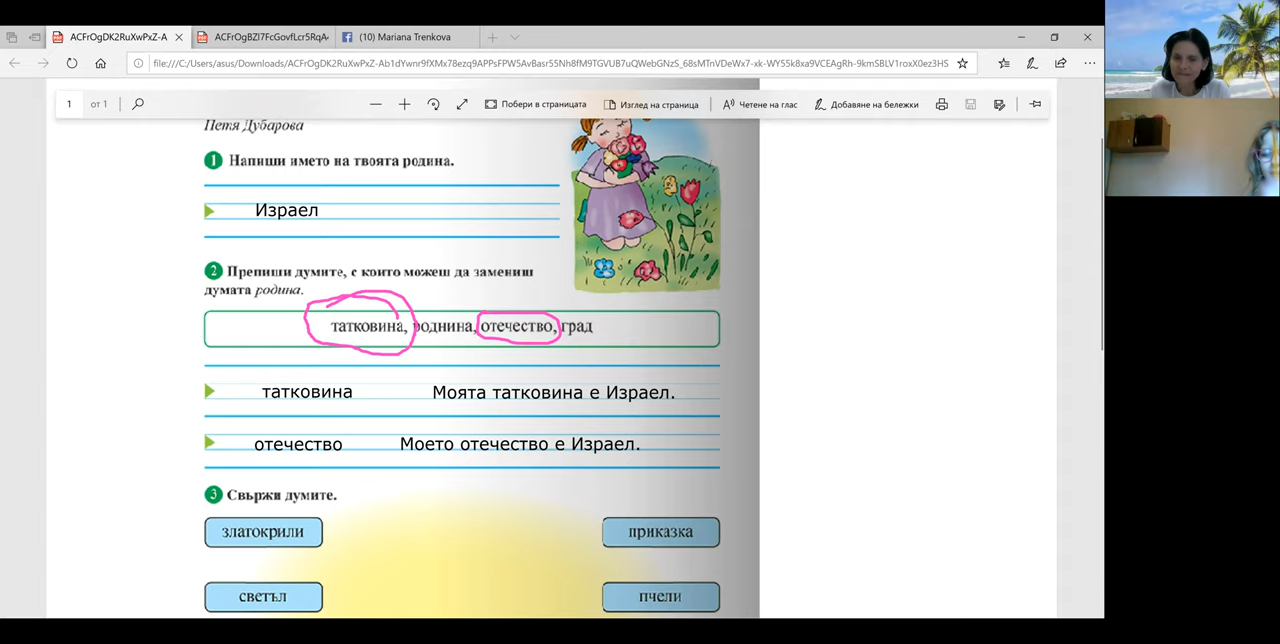 ACFrOgDK2RuXwPxZ-A
ACFrOgBZI7FcGovfLcr5RqA
(10) Mariana Trenkova
file:///C:/Users/asus/Downloads/ACFrOgDK2RuXwPxZ-Ab1dYwnr9fXMx78ezq9APPsFPW5AvBasr55Nh8fM9TGVUB7uQWebGNzS_68sMTnVDeWx7-xk-WY55k8xa9VCEAgRh-9kmSBLV1roxX0ez3HS
1 от 1 Побери в страницата Изглед на страница Четене на глас Добавяне на бележки
Петя Дубарова
1 Напиши името на твоята родина.
Израел
2 Препиши думите, с които можеш да замениш
думата родина.
татковина, роднина, отечество, град
татковина Моята татковина е Израел.
отечество Моето отечество е Израел.
3 Свържи думите.
златокрили приказка
светъл пчели